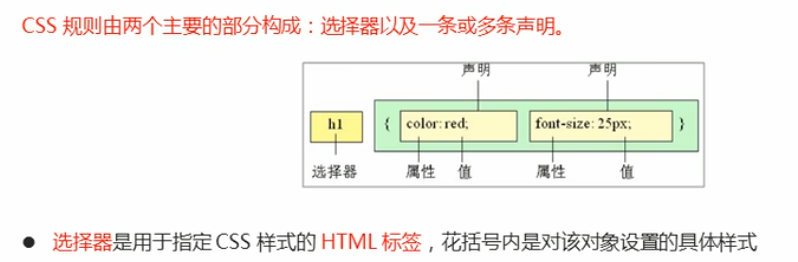 CSS 规则由两个主要的部分构成：选择器以及一条或多条声明。
声明 声明
h1 { color: red; font-size: 25px; }
选择器 属性 值 属性 值
● 选择器是用于指定 CSS 样式的 HTML 标签，花括号内是对该对象设置的具体样式